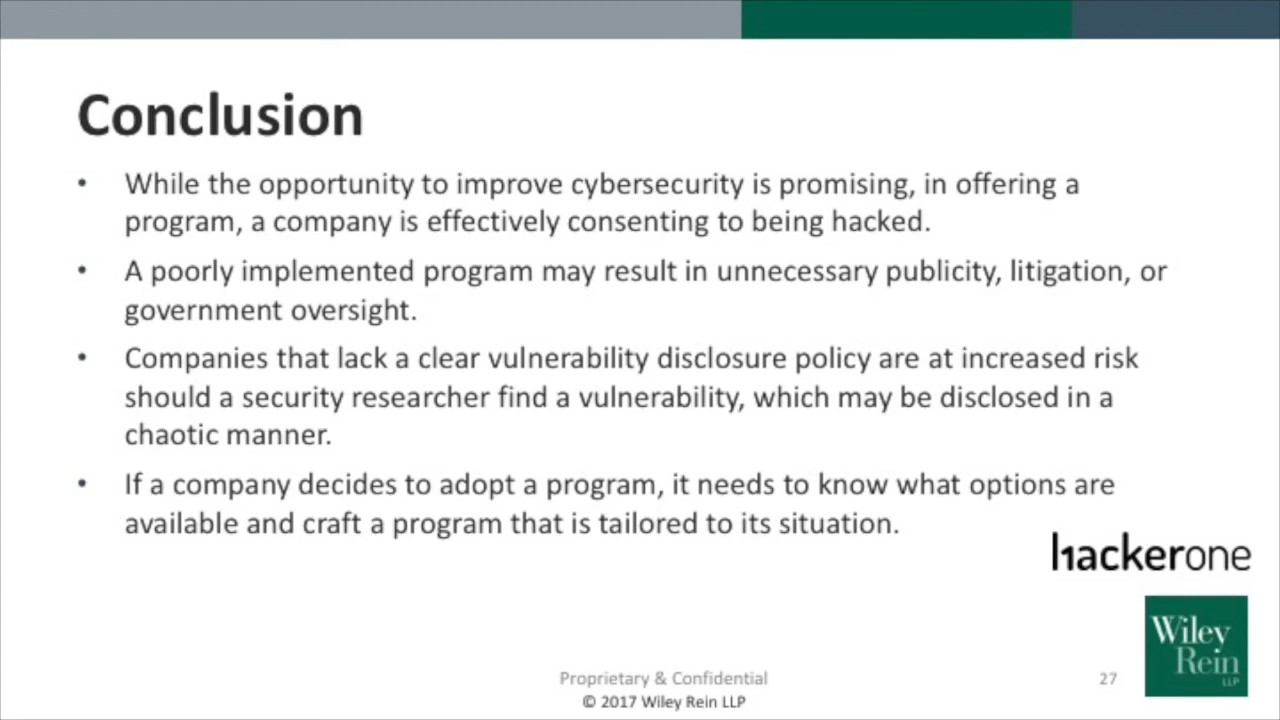 Conclusion
• While the opportunity to improve cybersecurity is promising, in offering a
program, a company is effectively consenting to being hacked.
• A poorly implemented program may result in unnecessary publicity, litigation, or
government oversight.
• Companies that lack a clear vulnerability disclosure policy are at increased risk
should a security researcher find a vulnerability, which may be disclosed in a
chaotic manner.
• If a company decides to adopt a program, it needs to know what options are
available and craft a program that is tailored to its situation.
hackerone
Wiley
Rein
LLP
Proprietary & Confidential
27
© 2017 Wiley Rein LLP